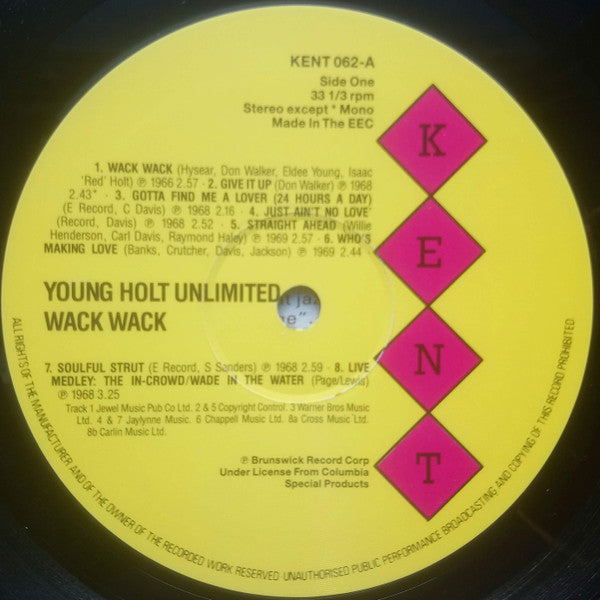 KENT 062-A
Side One
33 1/3 rpm
Stereo except * Mono
Made In The EEC
K
E
N
T
1. WACK WACK (Hysear, Don Walker, Eldee Young, Isaac
'Red' Holt) ℗ 1966 2.57 · 2. GIVE IT UP (Don Walker) ℗ 1968
2.43* · 3. GOTTA FIND ME A LOVER (24 HOURS A DAY)
(E Record, C Davis) ℗ 1968 2.16 · 4. JUST AIN'T NO LOVE
(Record, Davis) ℗ 1968 2.52 · 5. STRAIGHT AHEAD (Willie
Henderson, Carl Davis, Raymond Haley) ℗ 1969 2.57 · 6. WHO'S
MAKING LOVE (Banks, Crutcher, Davis, Jackson) ℗ 1969 2.44 ·
YOUNG HOLT UNLIMITED
WACK WACK
7. SOULFUL STRUT (E Record, S Sanders) ℗ 1968 2.59 · 8. LIVE
MEDLEY: THE IN-CROWD/WADE IN THE WATER (Page/Lewis)
℗ 1968 3.25
Track 1 Jewel Music Pub Co Ltd. 2 & 5 Copyright Control. 3 Warner Bros Music
Ltd. 4 & 7 Jaylynne Music. 6 Chappell Music Ltd. 8a Cross Music Ltd.
8b Carlin Music Ltd.
℗ Brunswick Record Corp
Under License From Columbia
Special Products
ALL RIGHTS OF THE MANUFACTURER AND OF THE OWNER OF THE RECORDED WORK RESERVED · UNAUTHORISED PUBLIC PERFORMANCE BROADCASTING AND COPYING OF THIS RECORD PROHIBITED